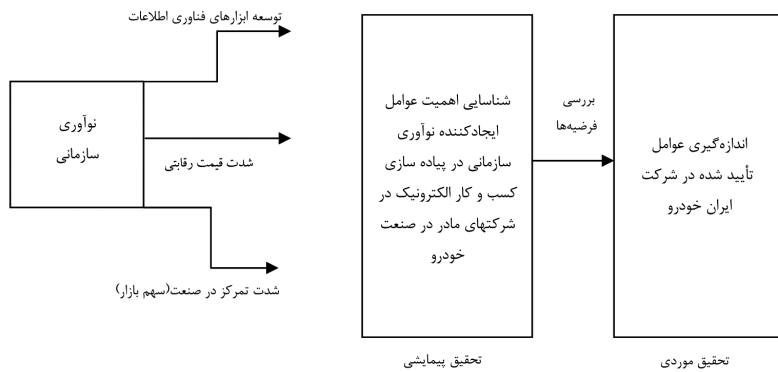 توسعه ابزارهای فناوری اطلاعات
نوآوری
سازمانی
شدت قیمت رقابتی
شدت تمرکز در صنعت(سهم بازار)
شناسایی اهمیت عوامل
ایجادکننده نوآوری
سازمانی در پیاده سازی
کسب و کار الکترونیک در
شرکتهای مادر در صنعت
خودرو
تحقیق پیمایشی
بررسی
فرضیه‌ها
اندازه‌گیری عوامل
تأیید شده در شرکت
ایران خودرو
تحقیق موردی